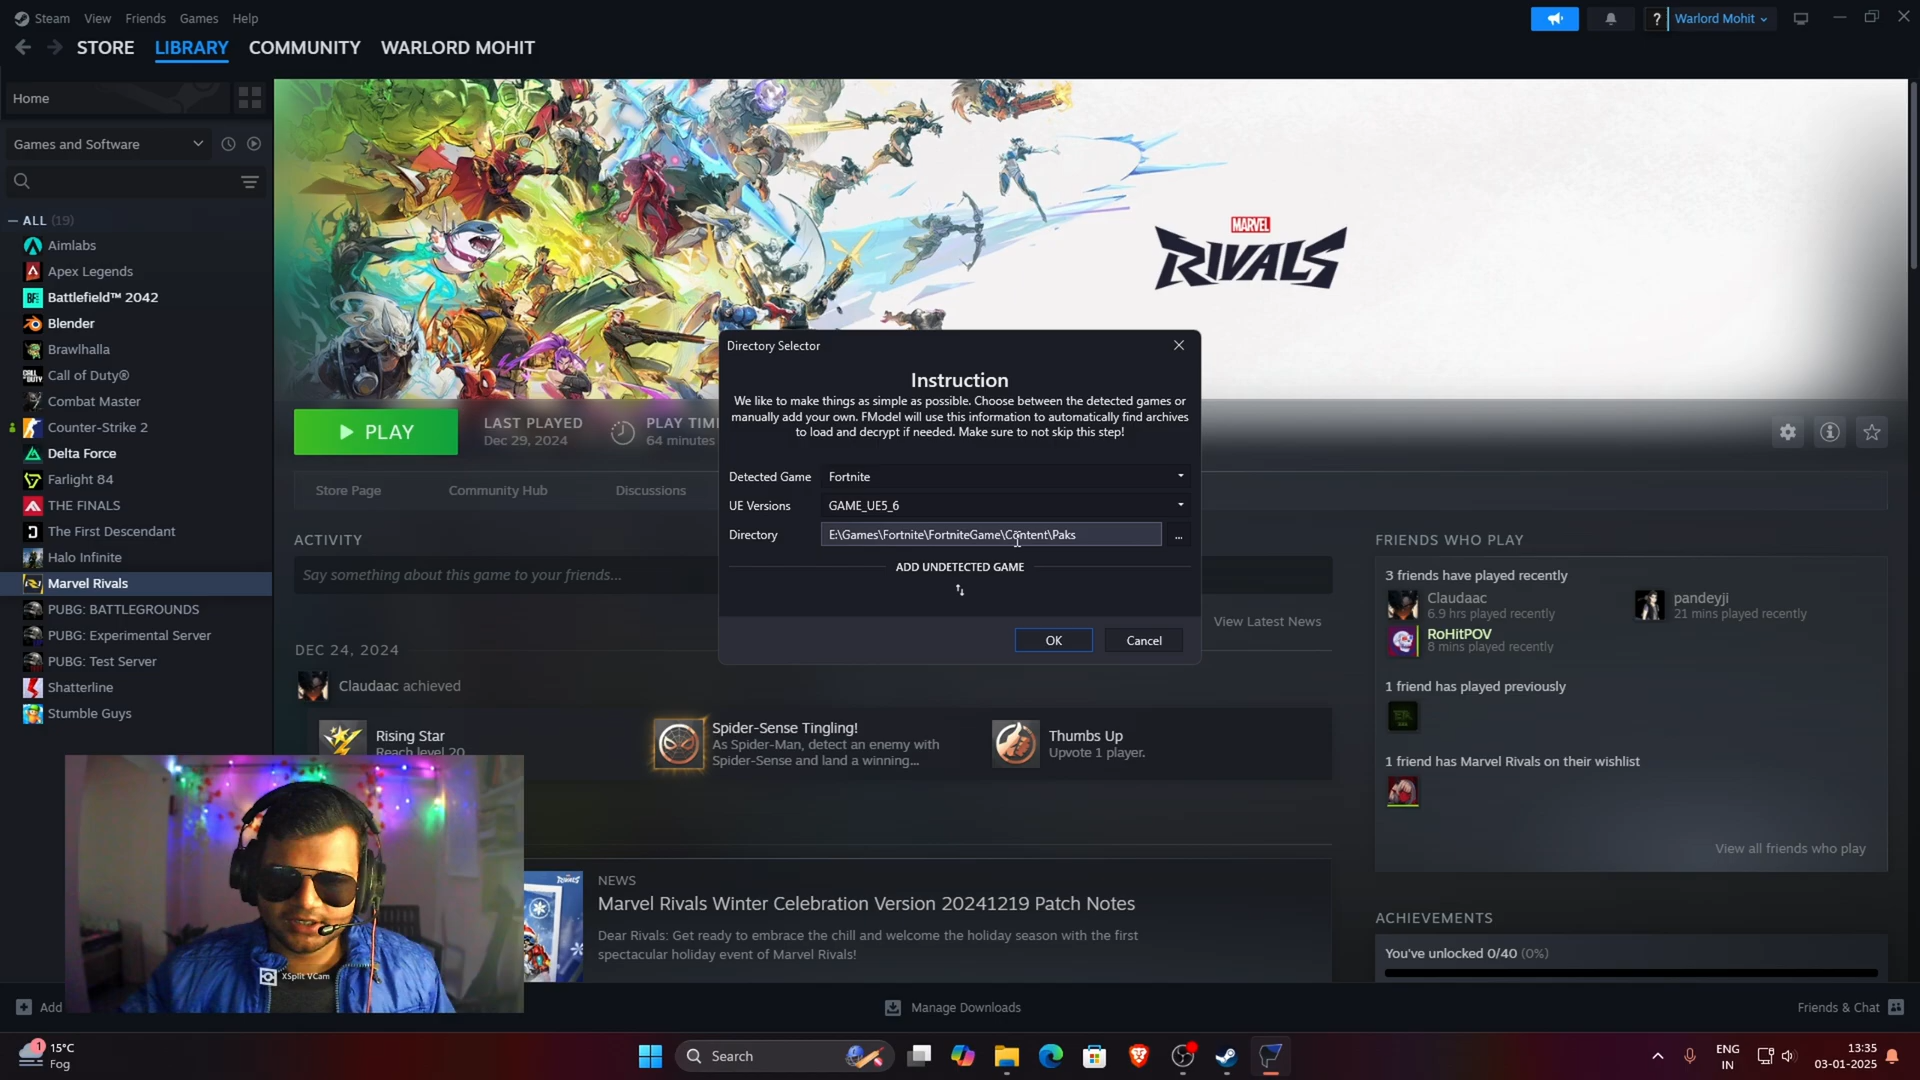 Steam View Friends Games Help
? Warlord Mohit
STORE LIBRARY COMMUNITY WARLORD MOHIT
Home
Games and Software
ALL (19)
Aimlabs
Apex Legends
Battlefield™ 2042
Blender
Brawlhalla
Call of Duty®
Combat Master
Counter-Strike 2
Delta Force
Farlight 84
THE FINALS
The First Descendant
Halo Infinite
Marvel Rivals
PUBG: BATTLEGROUNDS
PUBG: Experimental Server
PUBG: Test Server
Shatterline
Stumble Guys
MARVEL
RIVALS
PLAY
LAST PLAYED
Dec 29, 2024
PLAY TIM
64 minutes
Store Page Community Hub Discussions
Directory Selector
Instruction
We like to make things as simple as possible. Choose between the detected games or
manually add your own. FModel will use this information to automatically find archives
to load and decrypt if needed. Make sure to not skip this step!
Detected Game Fortnite
UE Versions GAME_UE5_6
Directory E:\Games\Fortnite\FortniteGame\Content\Paks ...
ADD UNDETECTED GAME
OK Cancel
ACTIVITY
Say something about this game to your friends...
View Latest News
DEC 24, 2024
Claudaac achieved
Rising Star
Reach level 20
Spider-Sense Tingling!
As Spider-Man, detect an enemy with
Spider-Sense and land a winning...
Thumbs Up
Upvote 1 player.
NEWS
Marvel Rivals Winter Celebration Version 20241219 Patch Notes
Dear Rivals: Get ready to embrace the chill and welcome the holiday season with the first
spectacular holiday event of Marvel Rivals!
FRIENDS WHO PLAY
3 friends have played recently
Claudaac
6.9 hrs played recently
pandeyji
21 mins played recently
RoHitPOV
8 mins played recently
1 friend has played previously
1 friend has Marvel Rivals on their wishlist
View all friends who play
ACHIEVEMENTS
You've unlocked 0/40 (0%)
XSplit VCam
Add
Manage Downloads
Friends & Chat
1
15°C
Fog
Search
ENG
IN
13:35
03-01-2025